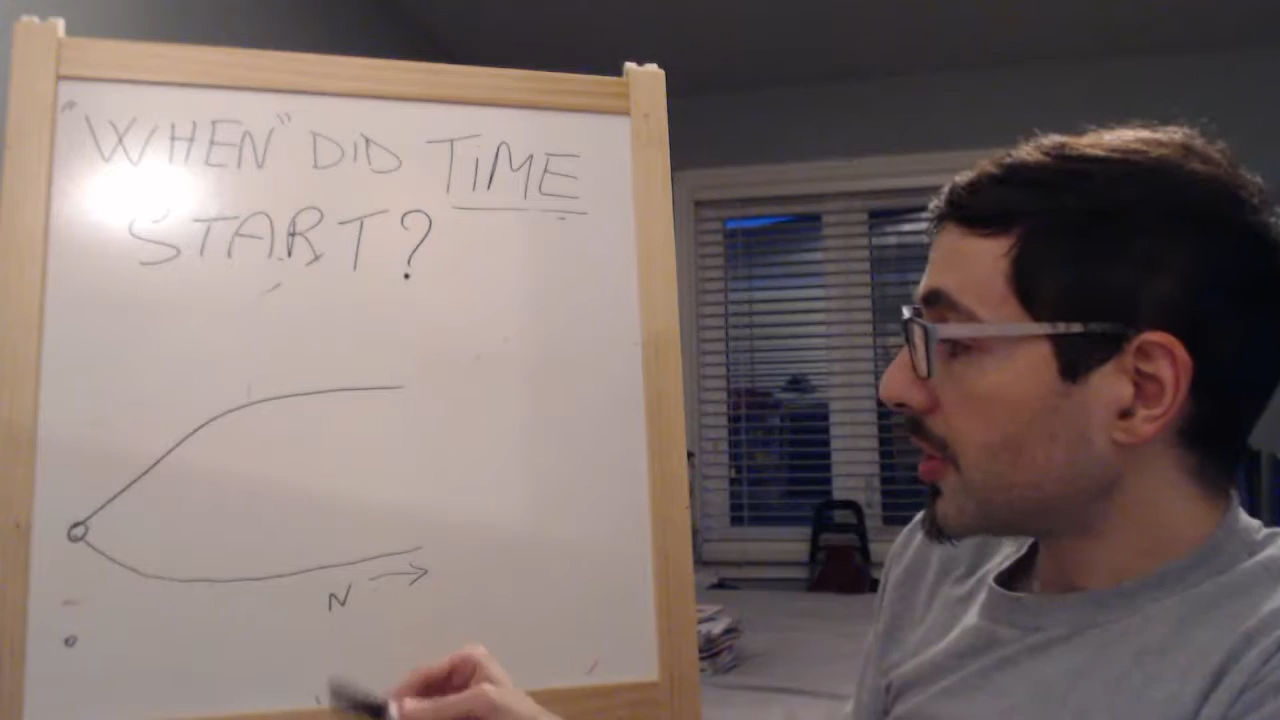 "WHEN" DID TIME
START?
N →